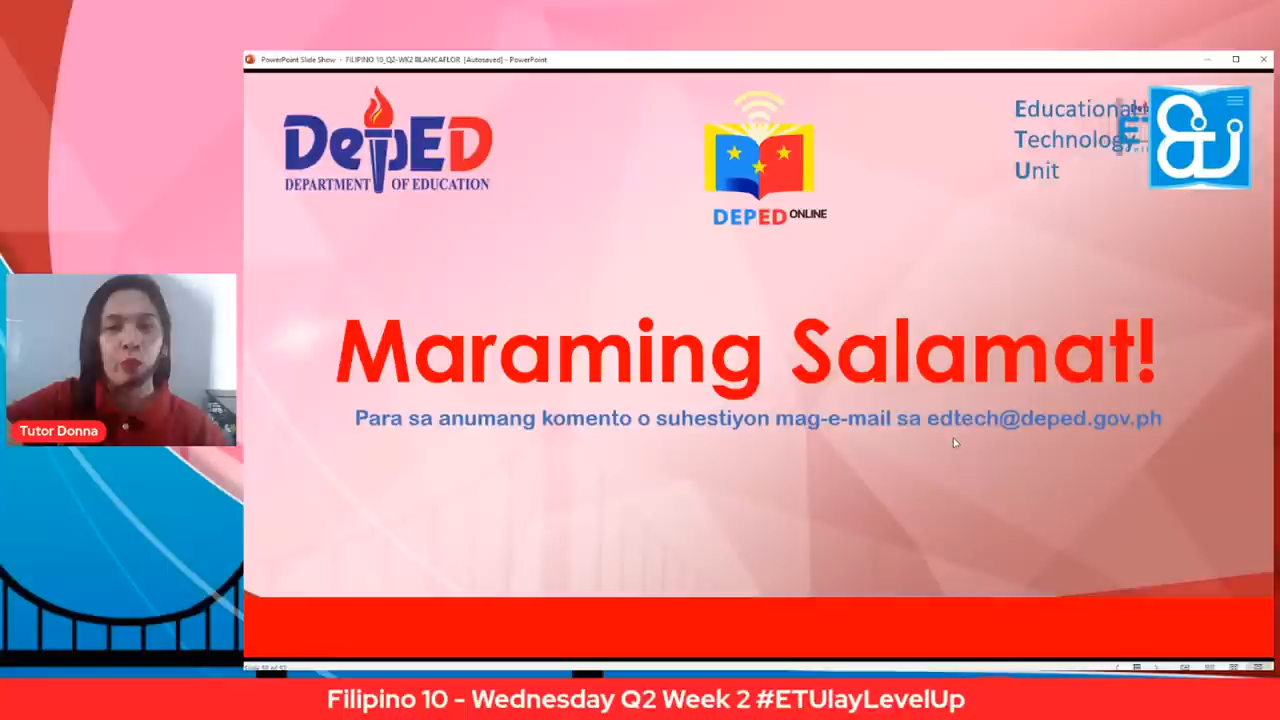 PowerPoint Slide Show - FILIPINO 10_Q2-WK2 BLANCAFLOR [Autosaved] - PowerPoint
DepED
DEPARTMENT OF EDUCATION
DEPED ONLINE
Educational
Technology
Unit
Maraming Salamat!
Para sa anumang komento o suhestiyon mag-e-mail sa edtech@deped.gov.ph
Tutor Donna
Filipino 10 - Wednesday Q2 Week 2 #ETUlayLevelUp